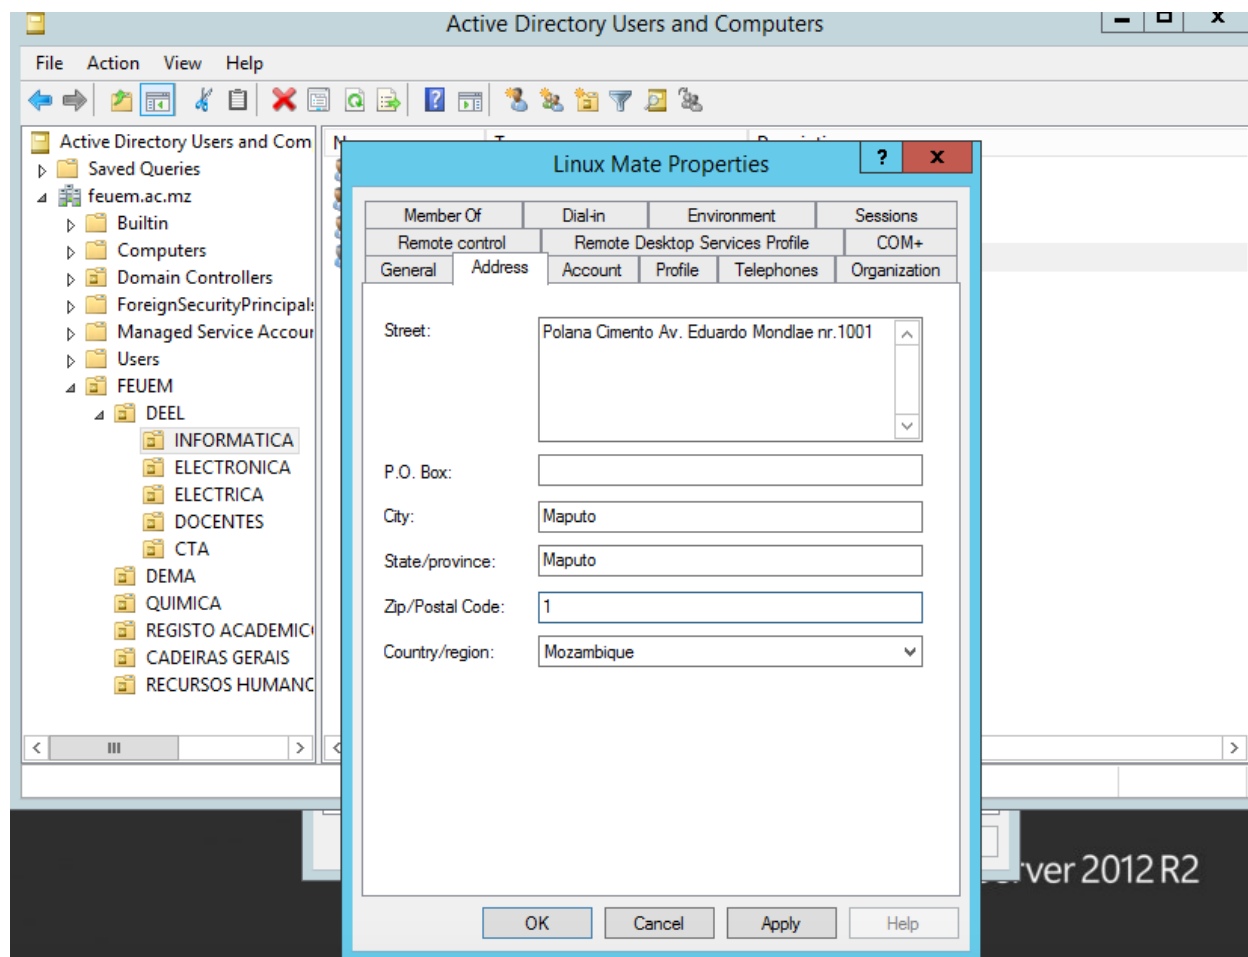 Active Directory Users and Computers
File Action View Help
Active Directory Users and Com
Saved Queries
feuem.ac.mz
Builtin
Computers
Domain Controllers
ForeignSecurityPrincipals
Managed Service Accour
Users
FEUEM
DEEL
INFORMATICA
ELECTRONICA
ELECTRICA
DOCENTES
CTA
DEMA
QUIMICA
REGISTO ACADEMIC
CADEIRAS GERAIS
RECURSOS HUMANO
Linux Mate Properties
? x
Member Of Dial-in Environment Sessions
Remote control Remote Desktop Services Profile COM+
General Address Account Profile Telephones Organization
Street: Polana Cimento Av. Eduardo Mondlae nr.1001
P.O. Box:
City: Maputo
State/province: Maputo
Zip/Postal Code: 1
Country/region: Mozambique
OK Cancel Apply Help
rver 2012 R2